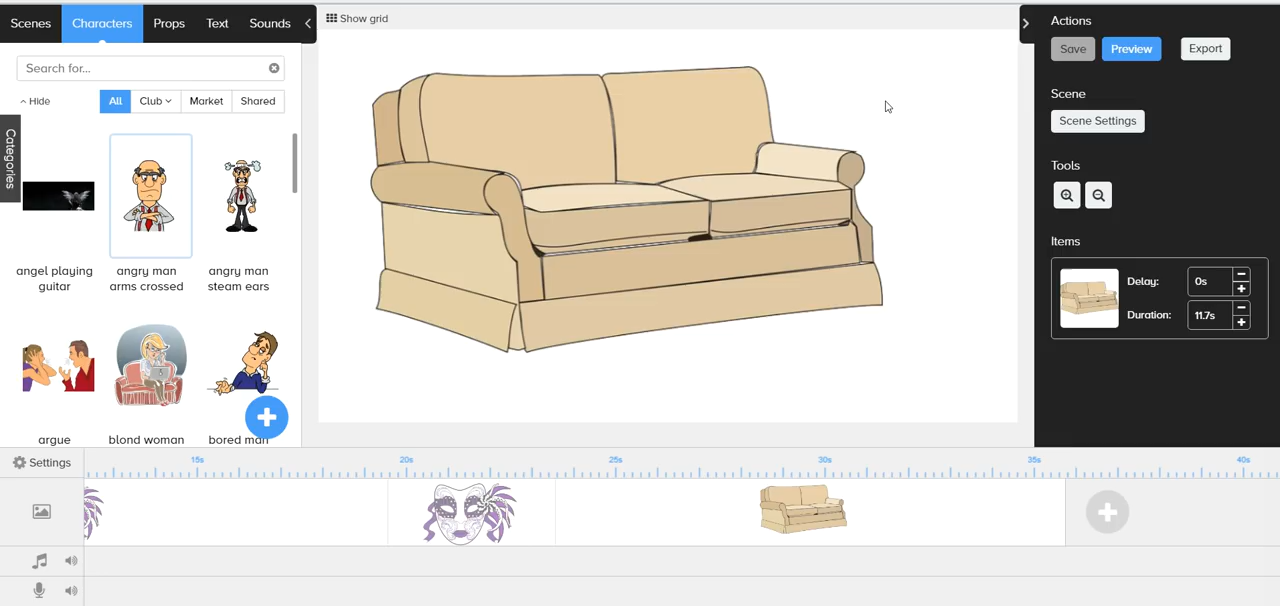 Scenes Characters Props Text Sounds
Show grid
Search for...
Hide
All Club Market Shared
Categories
angel playing guitar
angry man arms crossed
angry man steam ears
argue
blond woman
bored man
Actions
Save Preview Export
Scene
Scene Settings
Tools
Items
Delay: 0s
Duration: 11.7s
Settings
15s 20s 25s 30s 35s 40s